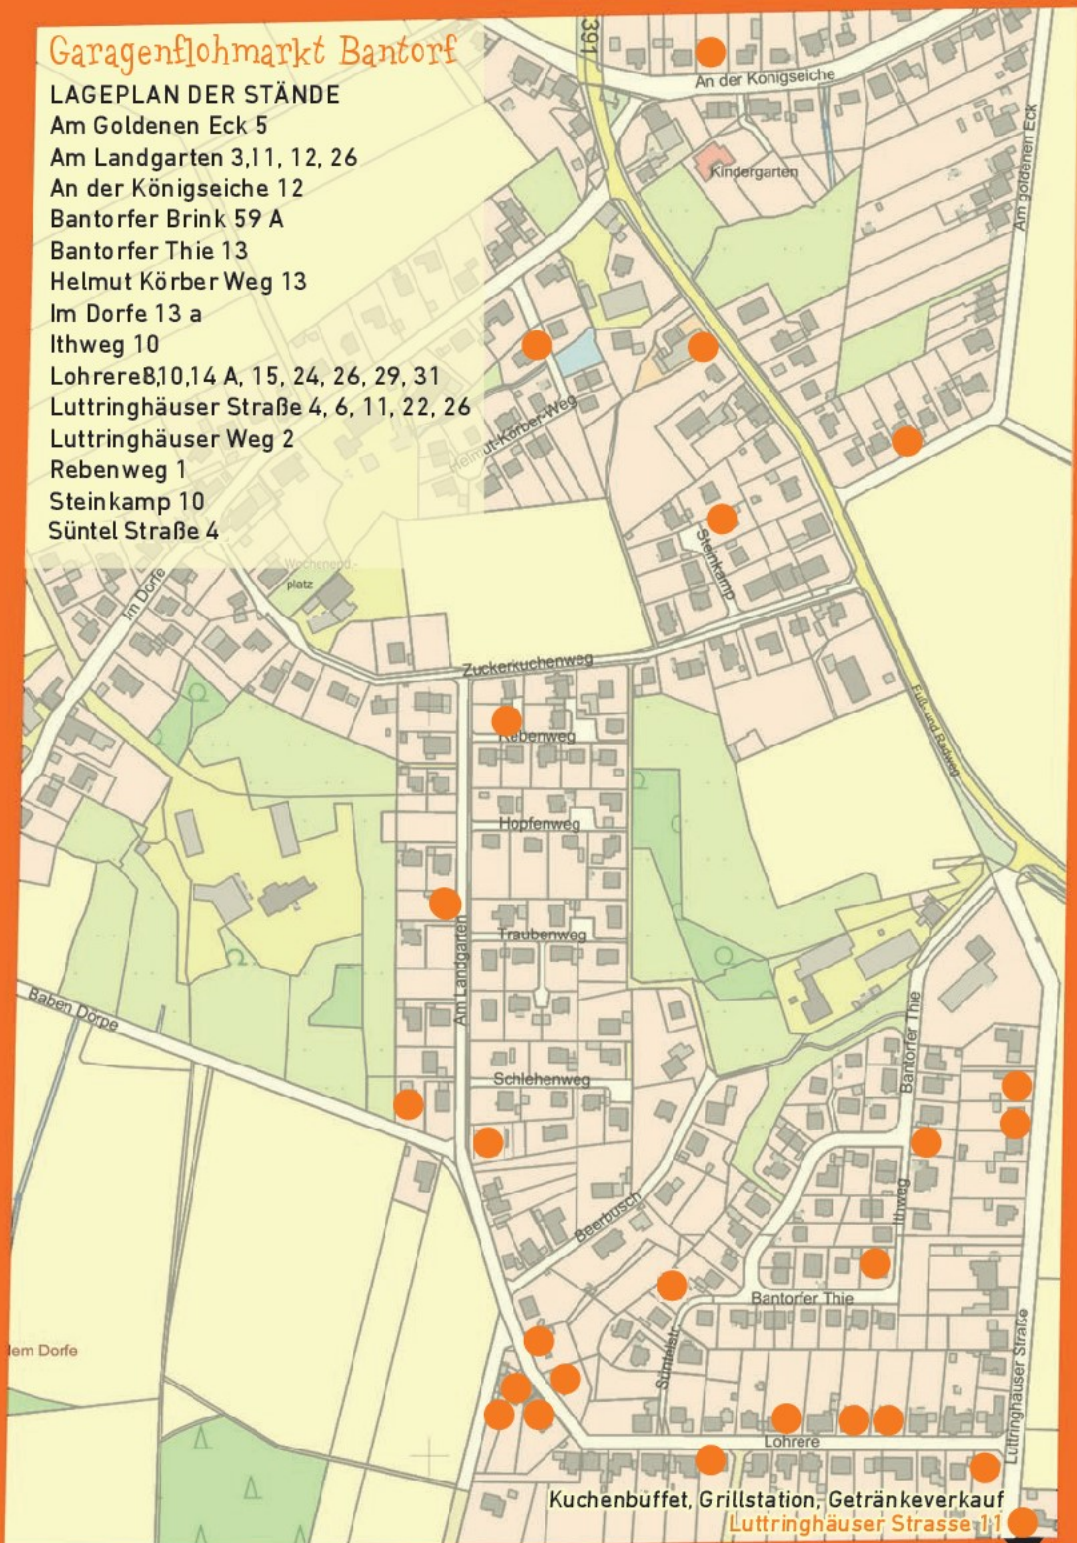 Garagenflohmarkt Bantorf
LAGEPLAN DER STÄNDE
Am Goldenen Eck 5
Am Landgarten 3,11, 12, 26
An der Königseiche 12
Bantorfer Brink 59 A
Bantorfer Thie 13
Helmut Körber Weg 13
Im Dorfe 13 a
Ithweg 10
Lohrere8,10,14 A, 15, 24, 26, 29, 31
Luttringhäuser Straße 4, 6, 11, 22, 26
Luttringhäuser Weg 2
Rebenweg 1
Steinkamp 10
Süntel Straße 4
391
An der Königseiche
Kindergarten
Am goldenen Eck
Helmut-Körber-Weg
Steinkamp
Wochenend-
platz
Im Dorfe
Zuckerkuchenweg
Fuß- und Radweg
Rebenweg
Hopfenweg
Am Landgarten
Traubenweg
Baben Dörpe
Bantorfer Thie
Schlehenweg
Ithweg
Beerbusch
Bantorfer Thie
dem Dorfe
Süntelstr.
Luttringhäuser Straße
Lohrere
Kuchenbuffet, Grillstation, Getränkeverkauf
Luttringhäuser Strasse 11